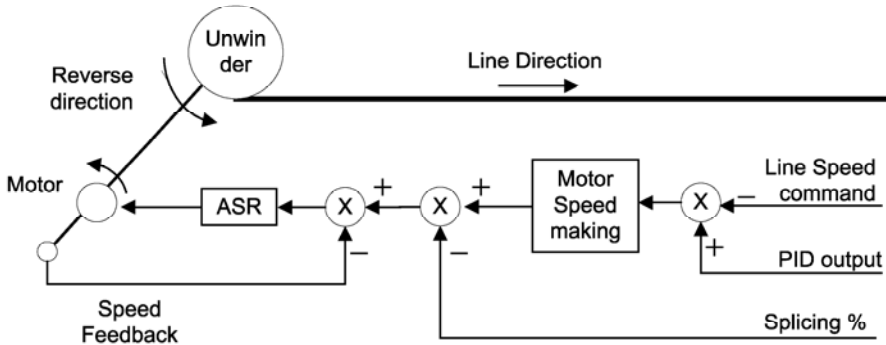 Unwin
der
Reverse
direction
Line Direction
Motor
ASR
X
+
X
+
Motor
Speed
making
X
−
Line Speed
command
−
−
+
PID output
Speed
Feedback
Splicing %